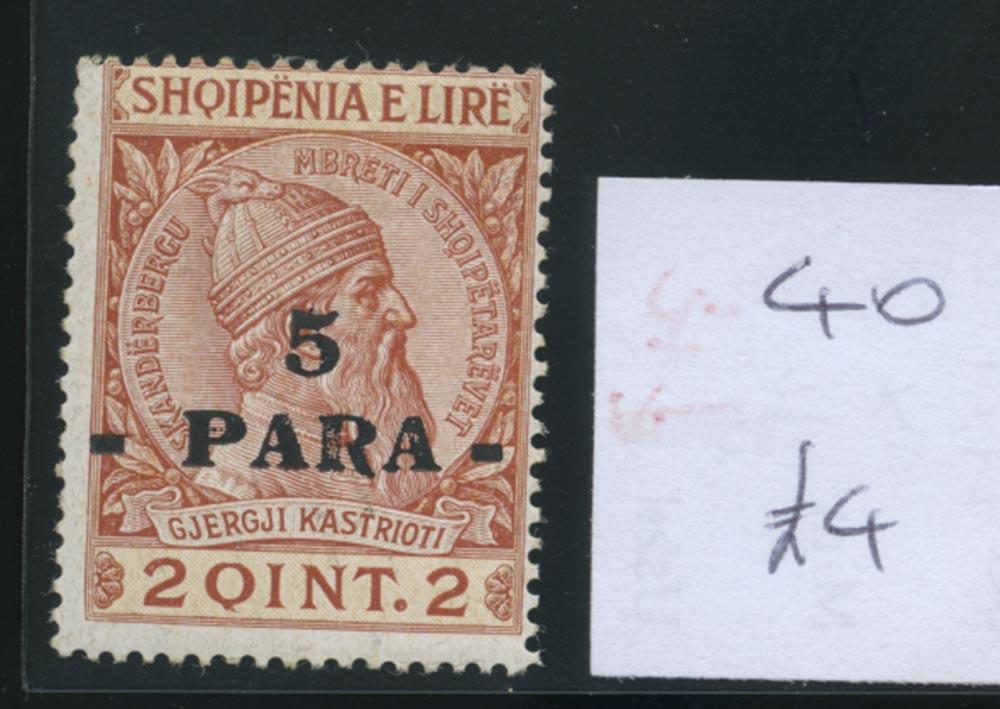 SHQIPËNIA E LIRË
SKANDËRBERGU
MBRETI I SHQIPËTARËVET
5
- PARA -
GJERGJI KASTRIOTI
2 QINT. 2
40
£4